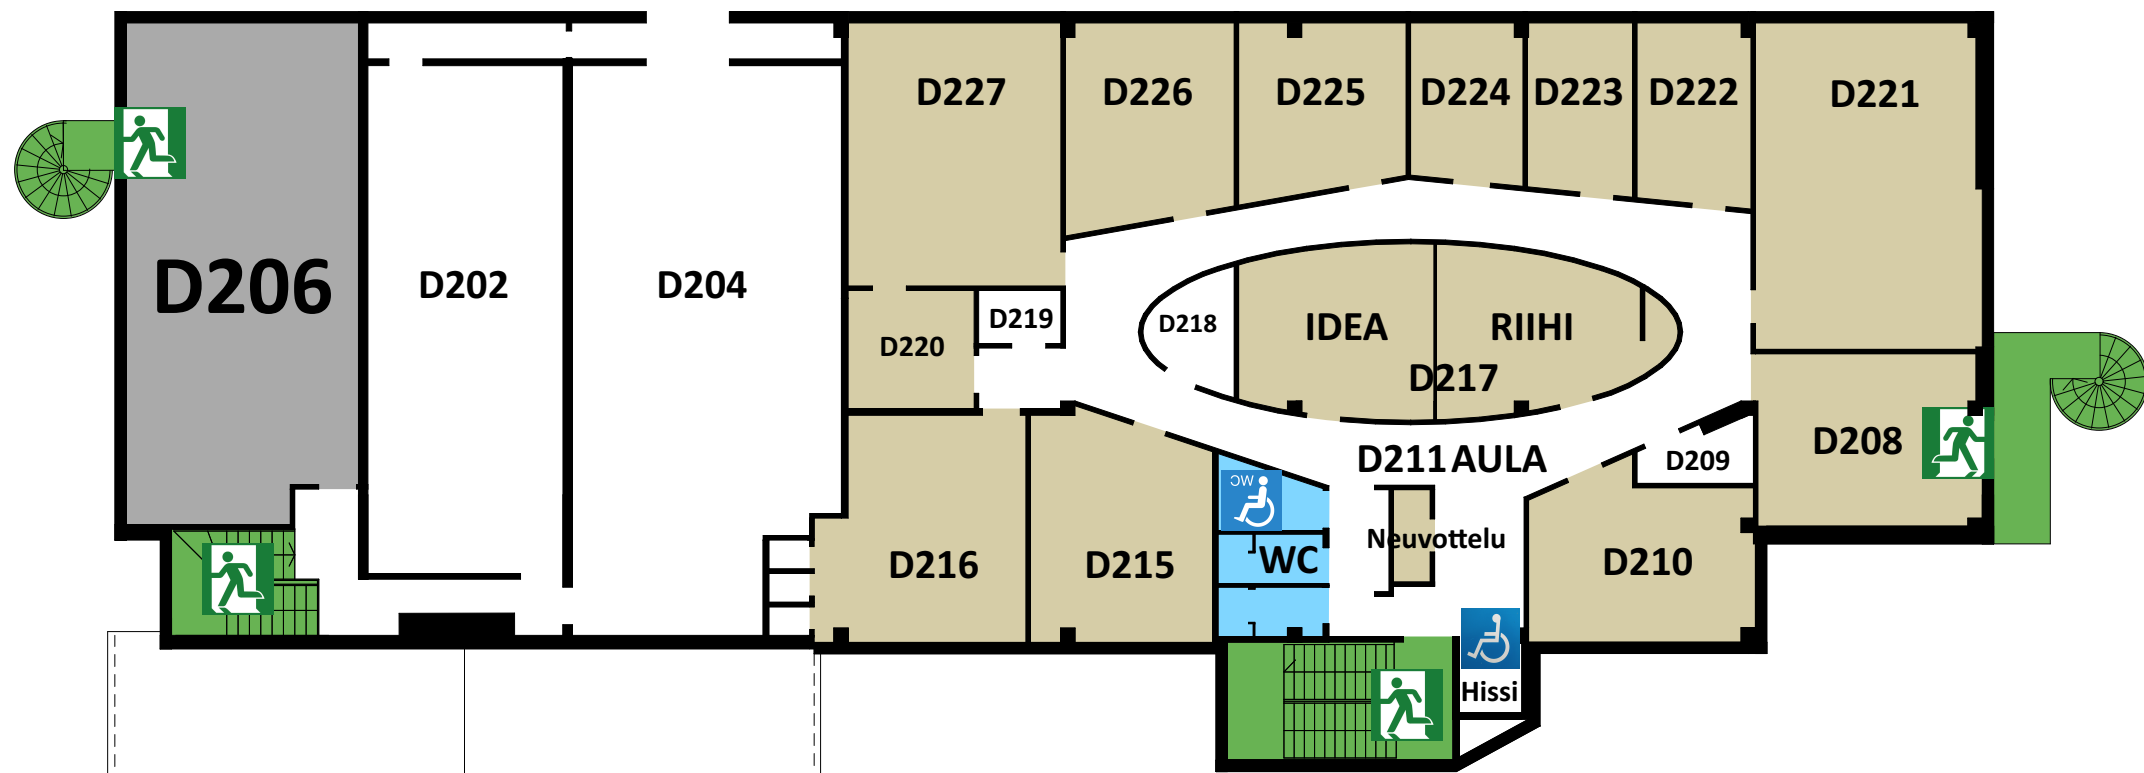 D227
D226
D225
D224
D223
D222
D221
D206
D202
D204
D220
D219
D218
IDEA
RIIHI
D217
D211 AULA
D209
D208
WC
WC
Neuvottelu
D216
D215
D210
Hissi